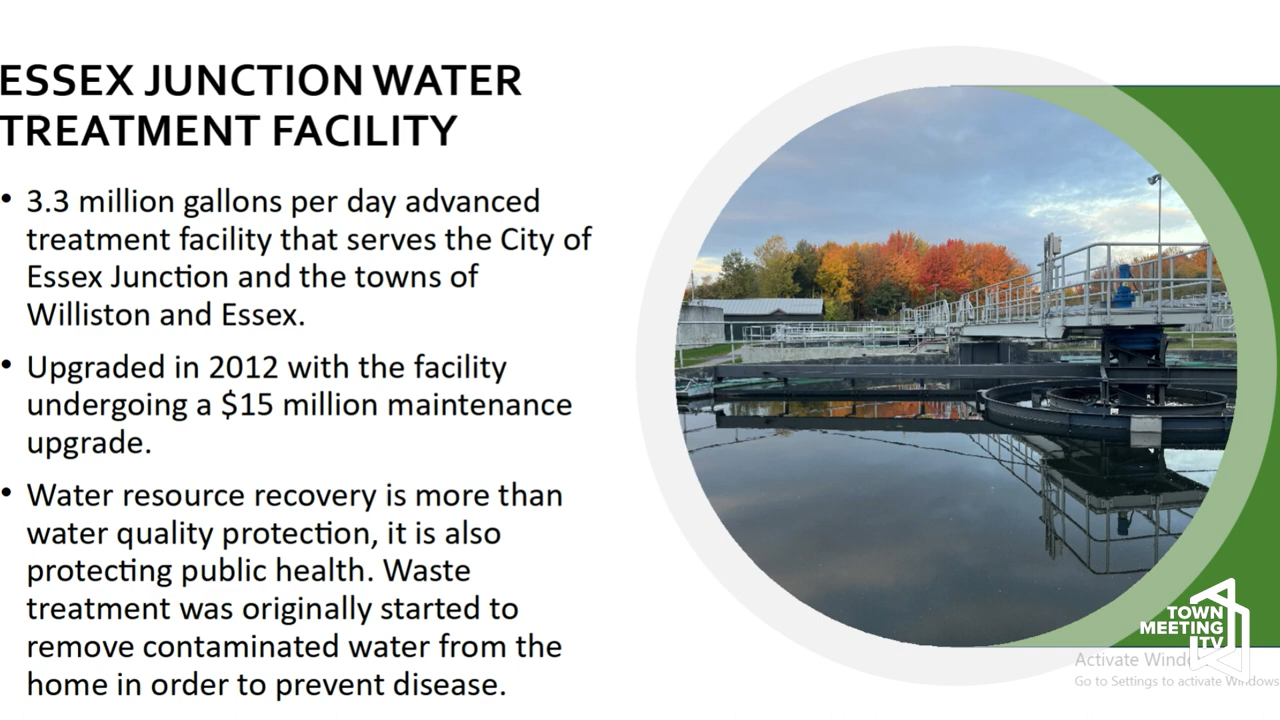 ESSEX JUNCTION WATER
TREATMENT FACILITY
• 3.3 million gallons per day advanced
treatment facility that serves the City of
Essex Junction and the towns of
Williston and Essex.
• Upgraded in 2012 with the facility
undergoing a $15 million maintenance
upgrade.
• Water resource recovery is more than
water quality protection, it is also
protecting public health. Waste
treatment was originally started to
remove contaminated water from the
home in order to prevent disease.
TOWN
MEETING
TV
Activate
Go to Settings to activate Windows